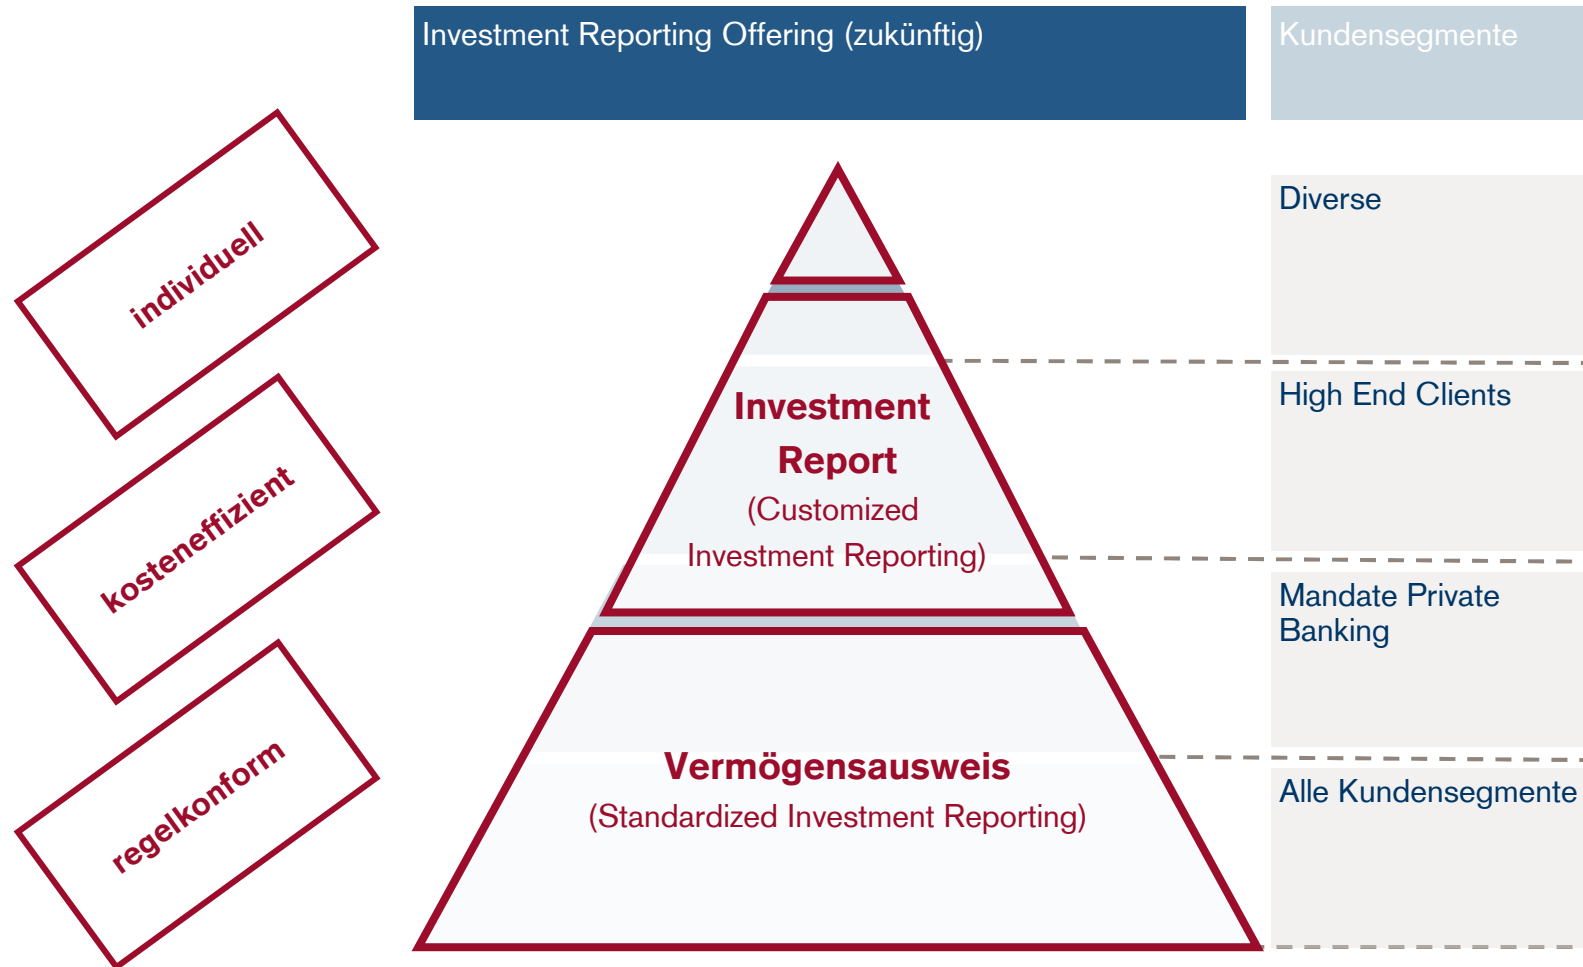 Investment Reporting Offering (zukünftig)
Kundensegmente
individuell
kosteneffizient
regelkonform
Investment
Report
(Customized
Investment Reporting)
Vermögensausweis
(Standardized Investment Reporting)
Diverse
High End Clients
Mandate Private
Banking
Alle Kundensegmente